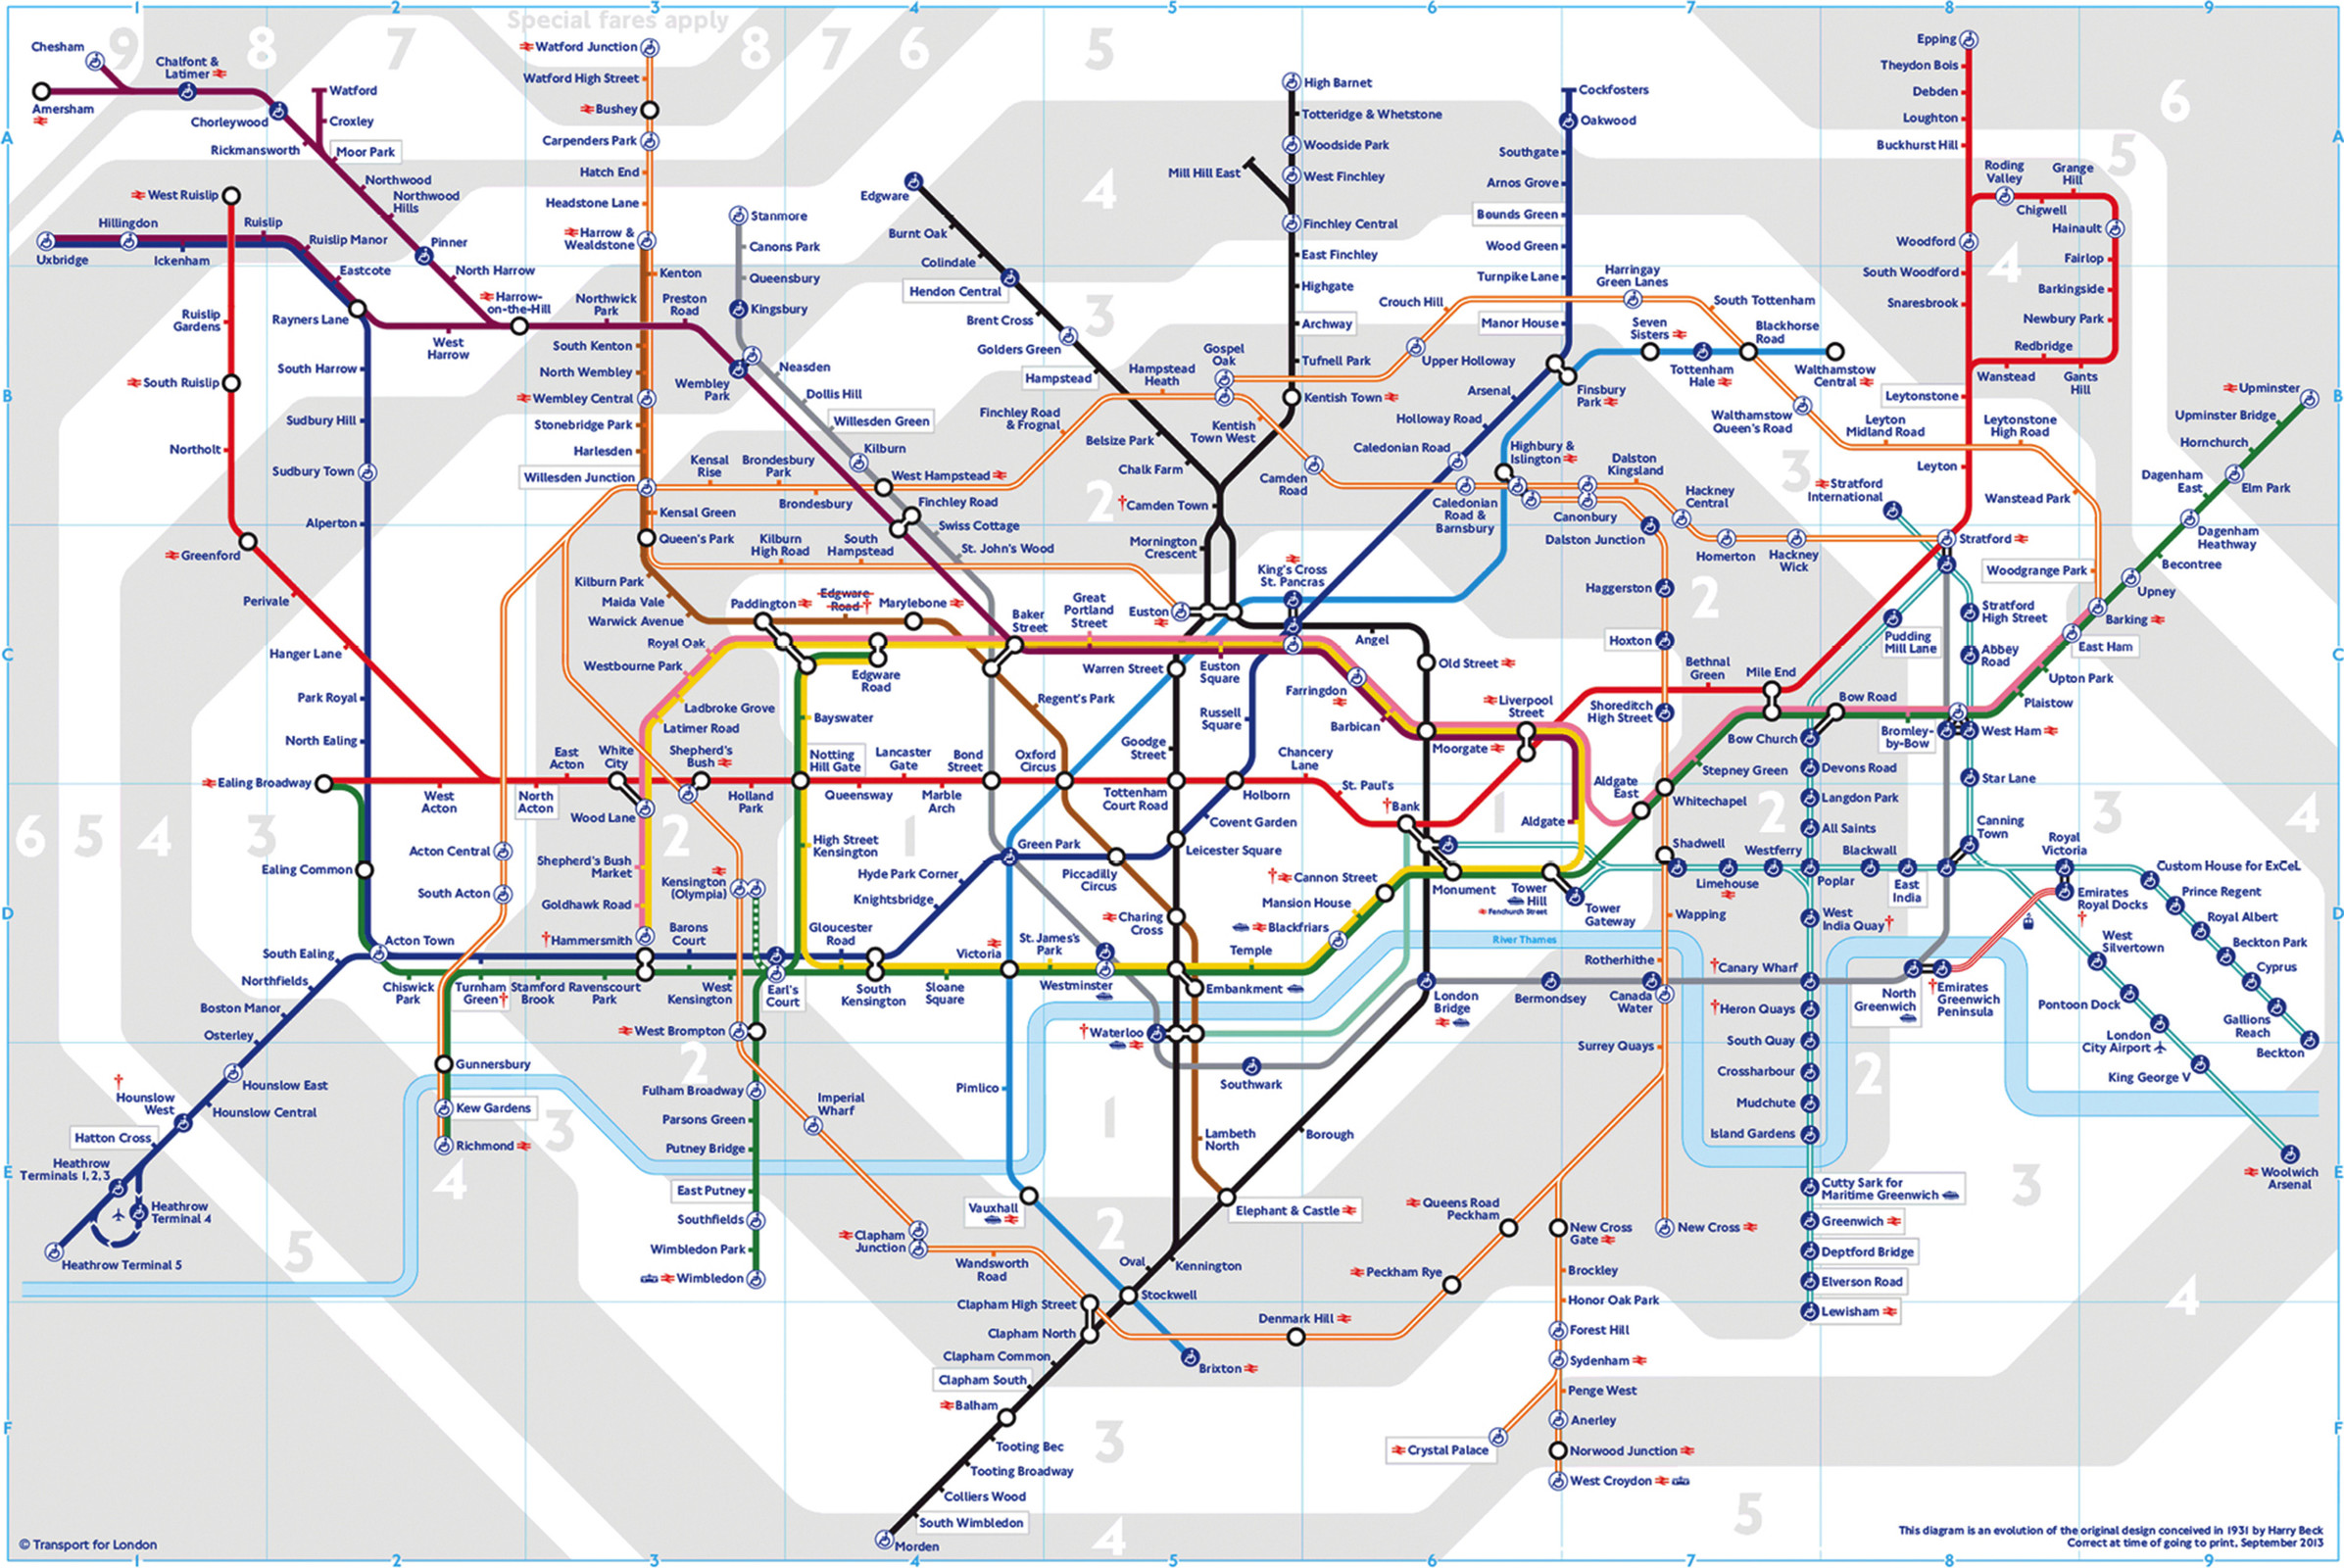 1 2 3 4 5 6 7 8 9
Special fares apply
9 8 7 8 7 6 5
Chesham
Chalfont &
Latimer
Amersham
Chorleywood
Rickmansworth
Watford
Croxley
Moor Park
Northwood
Northwood
Hills
Pinner
North Harrow
Harrow-
on-the-Hill
West Ruislip
Hillingdon
Uxbridge
Ickenham
Ruislip
Ruislip Manor
Eastcote
Rayners Lane
West
Harrow
Northwick
Park
Preston
Road
Ruislip
Gardens
South Ruislip
Northolt
Greenford
Perivale
Hanger Lane
South Harrow
Sudbury Hill
Sudbury Town
Alperton
Park Royal
North Ealing
Ealing Broadway
Ealing Common
West
Acton
North
Acton
East
Acton
White
City
Shepherd's
Bush
Holland
Park
Notting
Hill Gate
Queensway
Lancaster
Gate
Marble
Arch
Bond
Street
Oxford
Circus
Tottenham
Court Road
Holborn
Chancery
Lane
St. Paul's
Bank
Liverpool
Street
Bethnal
Green
Mile End
Watford Junction
Watford High Street
Bushey
Carpenders Park
Hatch End
Headstone Lane
Harrow &
Wealdstone
Kenton
South Kenton
North Wembley
Wembley Central
Stonebridge Park
Harlesden
Willesden Junction
Kensal Green
Queen's Park
Kilburn Park
Maida Vale
Warwick Avenue
Paddington
Edgware
Road
Marylebone
Stanmore
Canons Park
Queensbury
Kingsbury
Wembley
Park
Neasden
Dollis Hill
Willesden Green
Kilburn
West Hampstead
Finchley Road
Swiss Cottage
St. John's Wood
Kensal
Rise
Brondesbury
Park
Brondesbury
Kilburn
High Road
South
Hampstead
Finchley Road
& Frognal
Hampstead
Heath
Gospel
Oak
Kentish
Town West
Camden
Road
Caledonian
Road &
Barnsbury
Edgware
Burnt Oak
Colindale
Hendon Central
Brent Cross
Golders Green
Hampstead
Belsize Park
Chalk Farm
Camden Town
Mornington
Crescent
Euston
High Barnet
Totteridge & Whetstone
Woodside Park
Mill Hill East
West Finchley
Finchley Central
East Finchley
Highgate
Archway
Tufnell Park
Kentish Town
Cockfosters
Oakwood
Southgate
Arnos Grove
Bounds Green
Wood Green
Turnpike Lane
Manor House
Finsbury
Park
Arsenal
Holloway Road
Caledonian Road
King's Cross
St. Pancras
Crouch Hill
Upper Holloway
Harringay
Green Lanes
South Tottenham
Seven
Sisters
Tottenham
Hale
Blackhorse
Road
Walthamstow
Central
Walthamstow
Queen's Road
Leyton
Midland Road
Leytonstone
High Road
Wanstead Park
Woodgrange Park
Highbury &
Islington
Canonbury
Dalston
Kingsland
Hackney
Central
Dalston Junction
Homerton
Hackney
Wick
Haggerston
Hoxton
Shoreditch
High Street
Epping
Theydon Bois
Debden
Loughton
Buckhurst Hill
Roding
Valley
Grange
Hill
Chigwell
Hainault
Woodford
South Woodford
Snaresbrook
Fairlop
Barkingside
Newbury Park
Redbridge
Wanstead
Gants
Hill
Leytonstone
Leyton
Stratford
Stratford
International
Stratford
High Street
Pudding
Mill Lane
Abbey
Road
Upminster
Upminster Bridge
Hornchurch
Dagenham
East
Elm Park
Dagenham
Heathway
Becontree
Upney
Barking
East Ham
Upton Park
Plaistow
West Ham
Bromley-
by-Bow
Bow Road
Bow Church
Stepney Green
Devons Road
Langdon Park
All Saints
Star Lane
Canning
Town
Royal Oak
Westbourne Park
Ladbroke Grove
Latimer Road
Wood Lane
Shepherd's Bush
Market
Goldhawk Road
Hammersmith
Edgware
Road
Bayswater
High Street
Kensington
Baker
Street
Great
Portland
Street
Euston
Square
Warren Street
Regent's Park
Goodge
Street
Russell
Square
Farringdon
Barbican
Moorgate
Angel
Old Street
Aldgate
East
Aldgate
Whitechapel
Acton Central
South Acton
Kensington
(Olympia)
Hyde Park Corner
Knightsbridge
Green Park
Piccadilly
Circus
Leicester Square
Covent Garden
Charing
Cross
Cannon Street
Mansion House
Blackfriars
Temple
Embankment
Monument
Tower
Hill
Fenchurch Street
Tower
Gateway
Shadwell
Limehouse
Westferry
Poplar
Blackwall
East
India
Royal
Victoria
Custom House for ExCeL
Prince Regent
Royal Albert
Beckton Park
Cyprus
Gallions
Reach
Beckton
Emirates
Royal Docks
Emirates
Greenwich
Peninsula
West
Silvertown
Pontoon Dock
London
City Airport
King George V
Woolwich
Arsenal
West
India Quay
Canary Wharf
Heron Quays
South Quay
Crossharbour
Mudchute
Island Gardens
Cutty Sark for
Maritime Greenwich
Greenwich
Deptford Bridge
Elverson Road
Lewisham
North
Greenwich
River Thames
Wapping
Rotherhithe
Canada
Water
Surrey Quays
Bermondsey
London
Bridge
Southwark
Waterloo
Westminster
St. James's
Park
Victoria
Sloane
Square
South
Kensington
Gloucester
Road
Earl's
Court
Barons
Court
West
Kensington
Ravenscourt
Park
Stamford
Brook
Turnham
Green
Chiswick
Park
Acton Town
South Ealing
Northfields
Boston Manor
Osterley
Hounslow East
Hounslow Central
Hounslow
West
Hatton Cross
Heathrow
Terminals 1, 2, 3
Heathrow
Terminal 4
Heathrow Terminal 5
Gunnersbury
Kew Gardens
Richmond
West Brompton
Fulham Broadway
Parsons Green
Putney Bridge
East Putney
Southfields
Wimbledon Park
Wimbledon
Imperial
Wharf
Clapham
Junction
Wandsworth
Road
Pimlico
Vauxhall
Lambeth
North
Borough
Elephant & Castle
Kennington
Oval
Stockwell
Brixton
Clapham High Street
Clapham North
Clapham Common
Clapham South
Balham
Tooting Bec
Tooting Broadway
Colliers Wood
South Wimbledon
Morden
Denmark Hill
Peckham Rye
Queens Road
Peckham
New Cross
Gate
New Cross
Brockley
Honor Oak Park
Forest Hill
Sydenham
Penge West
Anerley
Crystal Palace
Norwood Junction
West Croydon
A B C D E F
A B C D E F
6 5 4 3 2 1
© Transport for London
This diagram is an evolution of the original design conceived in 1931 by Harry Beck
Correct at time of going to print, September 2013
1 2 3 4 5 6 7 8 9